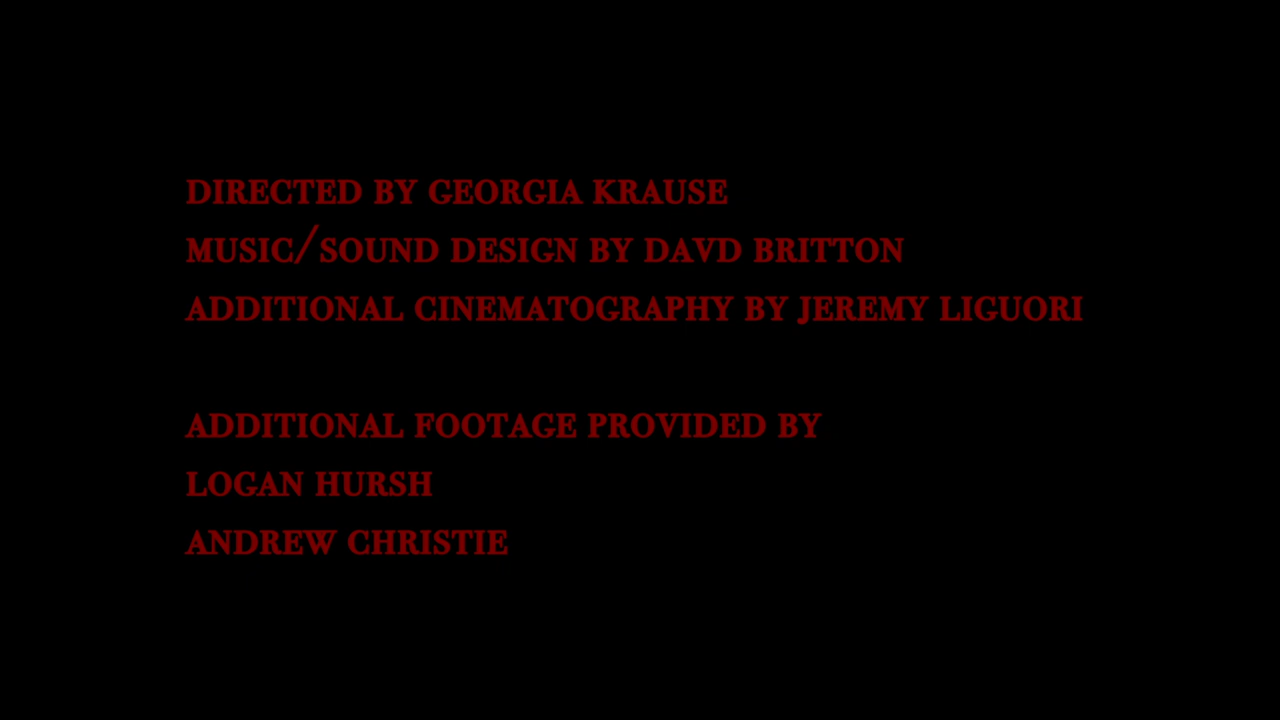 DIRECTED BY GEORGIA KRAUSE
MUSIC/SOUND DESIGN BY DAVD BRITTON
ADDITIONAL CINEMATOGRAPHY BY JEREMY LIGUORI
ADDITIONAL FOOTAGE PROVIDED BY
LOGAN HURSH
ANDREW CHRISTIE